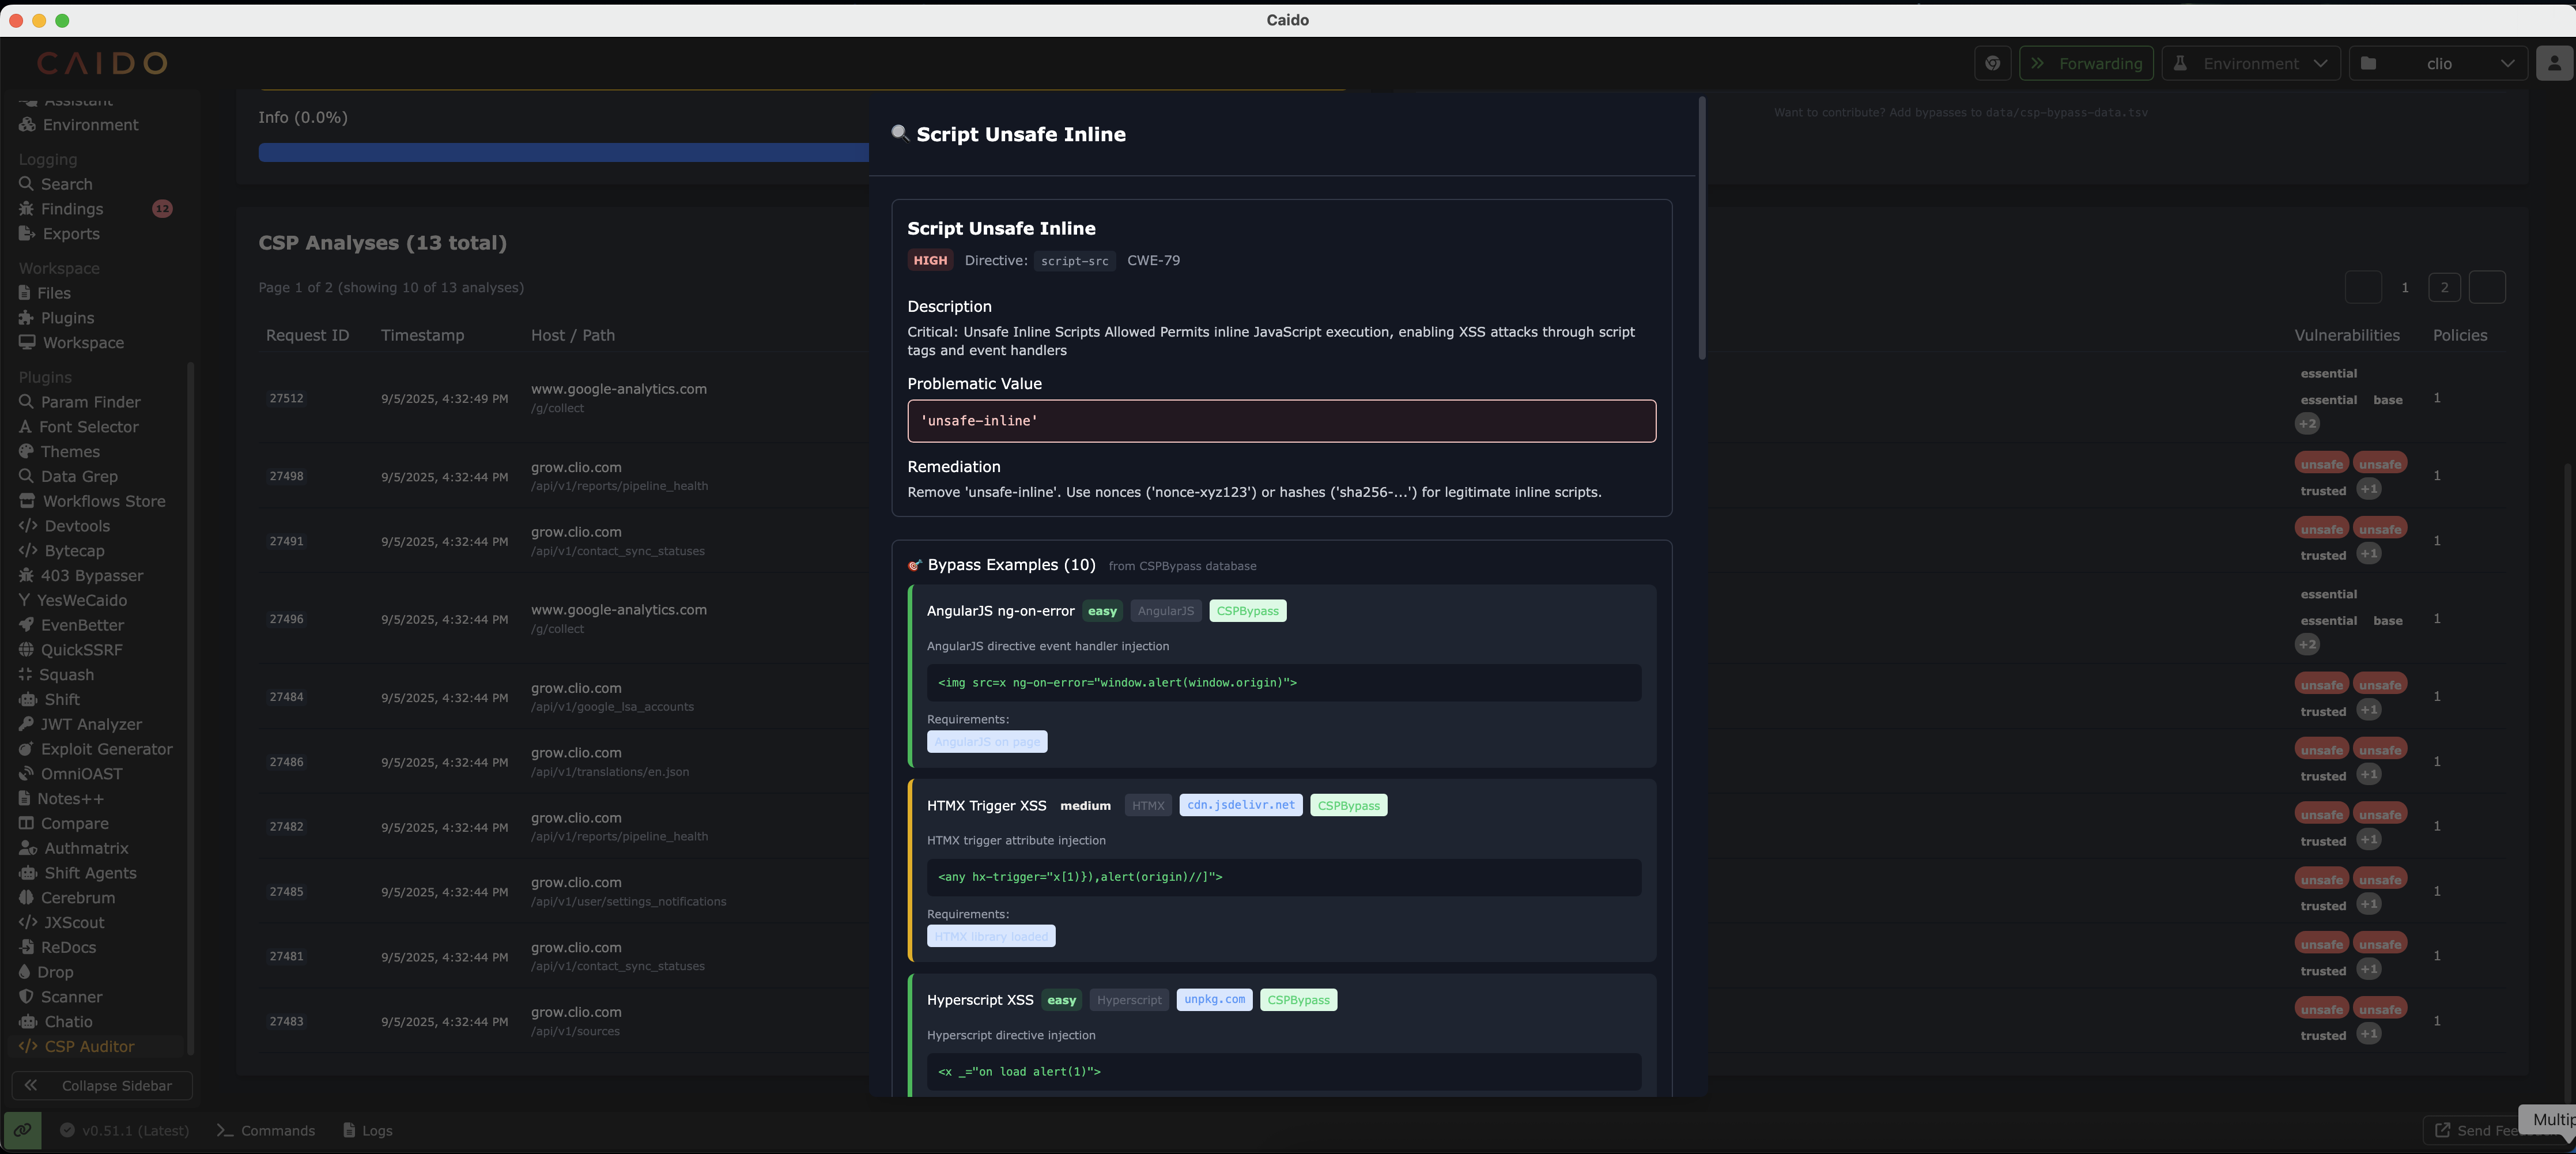 Caido
CAIDO
Forwarding
Environment
clio
Assistant
Environment
Logging
Search
Findings 12
Exports
Workspace
Files
Plugins
Workspace
Plugins
Param Finder
Font Selector
Themes
Data Grep
Workflows Store
Devtools
Bytecap
403 Bypasser
YesWeCaido
EvenBetter
QuickSSRF
Squash
Shift
JWT Analyzer
Exploit Generator
OmniOAST
Notes++
Compare
Authmatrix
Shift Agents
Cerebrum
JXScout
ReDocs
Drop
Scanner
Chatio
CSP Auditor
Collapse Sidebar
Info (0.0%)
Want to contribute? Add bypasses to data/csp-bypass-data.tsv
CSP Analyses (13 total)
Page 1 of 2 (showing 10 of 13 analyses)
1 2
Request ID Timestamp Host / Path Vulnerabilities Policies
27512 9/5/2025, 4:32:49 PM www.google-analytics.com
/g/collect
essential
essential base 1
+2
27498 9/5/2025, 4:32:44 PM grow.clio.com
/api/v1/reports/pipeline_health
unsafe unsafe
trusted +1 1
27491 9/5/2025, 4:32:44 PM grow.clio.com
/api/v1/contact_sync_statuses
unsafe unsafe
trusted +1 1
27496 9/5/2025, 4:32:44 PM www.google-analytics.com
/g/collect
essential
essential base 1
+2
27484 9/5/2025, 4:32:44 PM grow.clio.com
/api/v1/google_lsa_accounts
unsafe unsafe
trusted +1 1
27486 9/5/2025, 4:32:44 PM grow.clio.com
/api/v1/translations/en.json
unsafe unsafe
trusted +1 1
27482 9/5/2025, 4:32:44 PM grow.clio.com
/api/v1/reports/pipeline_health
unsafe unsafe
trusted +1 1
27485 9/5/2025, 4:32:44 PM grow.clio.com
/api/v1/user/settings_notifications
unsafe unsafe
trusted +1 1
27481 9/5/2025, 4:32:44 PM grow.clio.com
/api/v1/contact_sync_statuses
unsafe unsafe
trusted +1 1
27483 9/5/2025, 4:32:44 PM grow.clio.com
/api/v1/sources
unsafe unsafe
trusted +1 1
Script Unsafe Inline
Script Unsafe Inline
HIGH Directive: script-src CWE-79
Description
Critical: Unsafe Inline Scripts Allowed Permits inline JavaScript execution, enabling XSS attacks through script
tags and event handlers
Problematic Value
'unsafe-inline'
Remediation
Remove 'unsafe-inline'. Use nonces ('nonce-xyz123') or hashes ('sha256-...') for legitimate inline scripts.
Bypass Examples (10) from CSPBypass database
AngularJS ng-on-error easy AngularJS CSPBypass
AngularJS directive event handler injection
<img src=x ng-on-error="window.alert(window.origin)">
Requirements:
AngularJS on page
HTMX Trigger XSS medium HTMX cdn.jsdelivr.net CSPBypass
HTMX trigger attribute injection
<any hx-trigger="x[1)}),alert(origin)//]">
Requirements:
HTMX library loaded
Hyperscript XSS easy Hyperscript unpkg.com CSPBypass
Hyperscript directive injection
<x _="on load alert(1)">
v0.51.1 (Latest)
Commands
Logs
Send
Multip